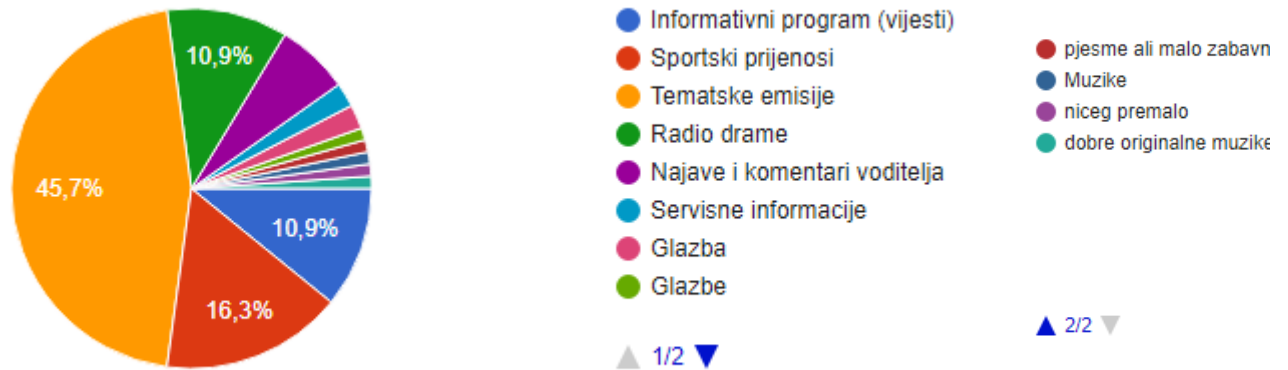 10,9%
45,7%
10,9%
16,3%
Informativni program (vijesti)
Sportski prijenosi
Tematske emisije
Radio drame
Najave i komentari voditelja
Servisne informacije
Glazba
Glazbe
1/2
pjesme ali malo zabavn
Muzike
niceg premalo
dobre originalne muzike
2/2